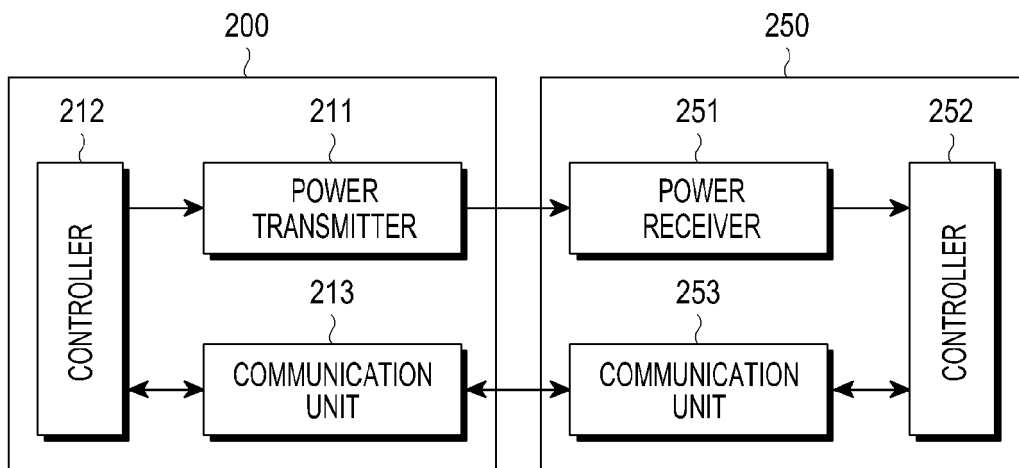 200
250
212
211
251
252
CONTROLLER
POWER
TRANSMITTER
POWER
RECEIVER
CONTROLLER
213
253
COMMUNICATION
UNIT
COMMUNICATION
UNIT